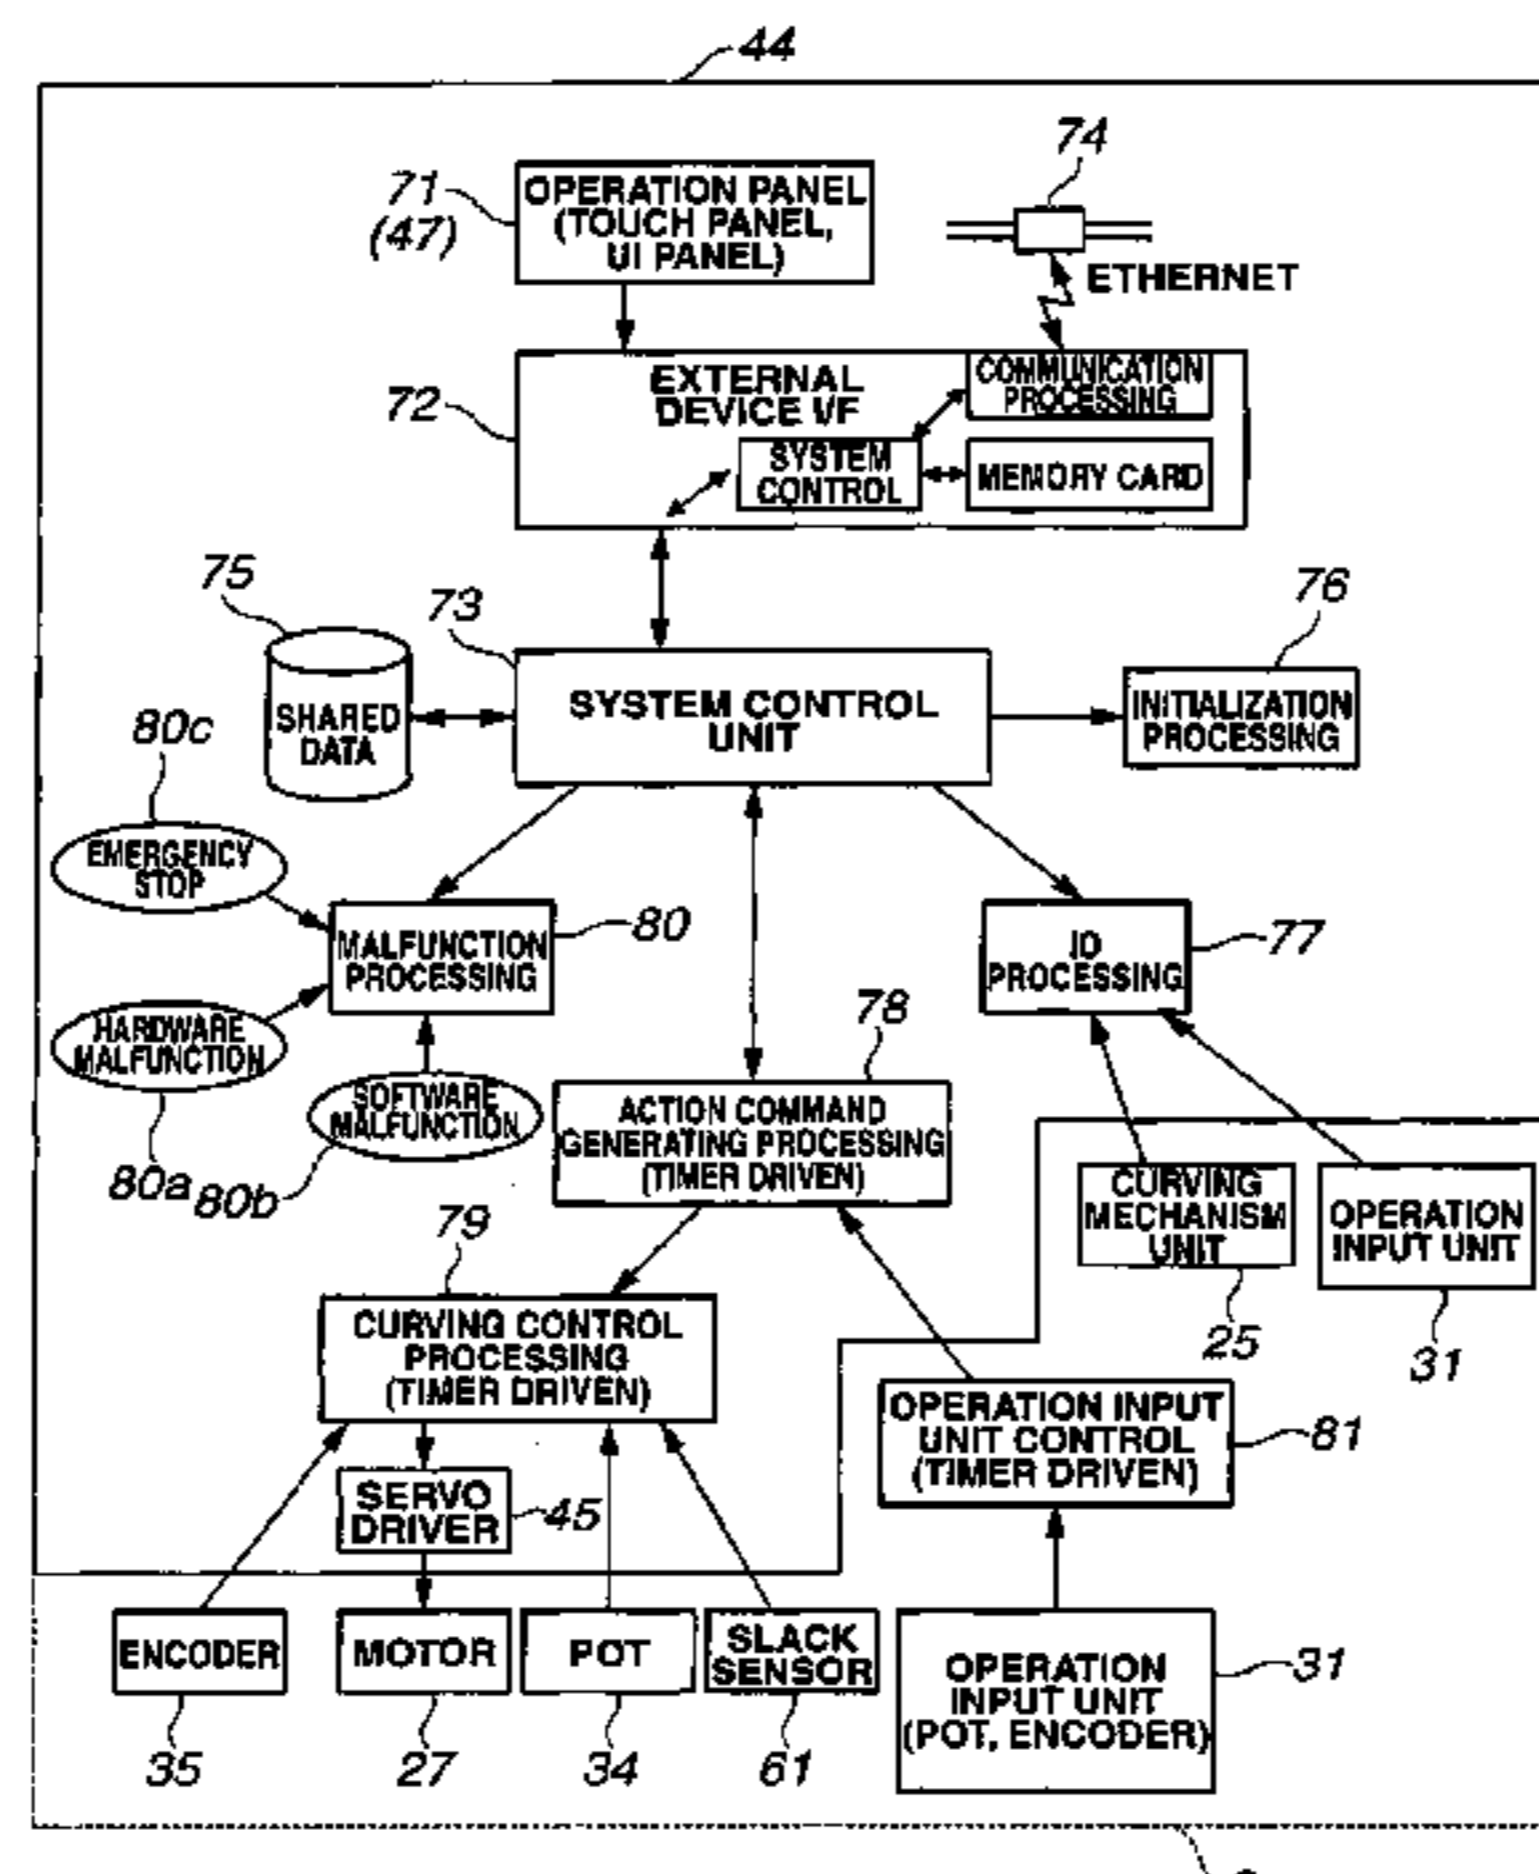 44
74
71
(47)
OPERATION PANEL
(TOUCH PANEL,
UI PANEL)
ETHERNET
72
EXTERNAL
DEVICE I/F
COMMUNICATION
PROCESSING
SYSTEM
CONTROL
MEMORY CARD
75
73
76
SHARED
DATA
SYSTEM CONTROL
UNIT
INITIALIZATION
PROCESSING
80c
EMERGENCY
STOP
MALFUNCTION
PROCESSING
80
ID
PROCESSING
77
HARDWARE
MALFUNCTION
78
SOFTWARE
MALFUNCTION
80a
80b
ACTION COMMAND
GENERATING PROCESSING
(TIMER DRIVEN)
CURVING
MECHANISM
UNIT
OPERATION
INPUT UNIT
25
31
79
CURVING CONTROL
PROCESSING
(TIMER DRIVEN)
OPERATION INPUT
UNIT CONTROL
(TIMER DRIVEN)
81
SERVO
DRIVER
45
ENCODER
MOTOR
POT
SLACK
SENSOR
OPERATION
INPUT UNIT
(POT, ENCODER)
31
35
27
34
61